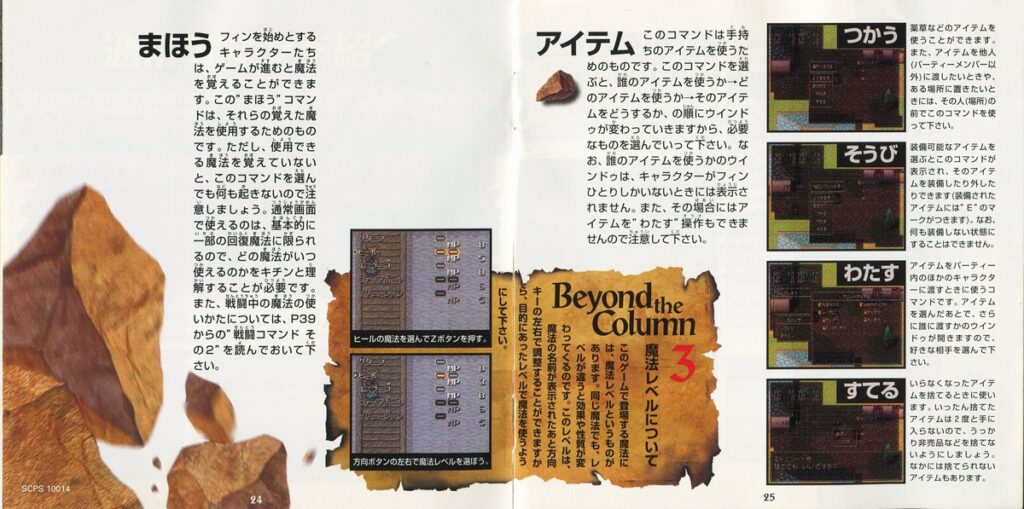 まほう
フィンを始めとする
キャラクターたち
は、ゲームが進むと魔法
を覚えることができま
す。この"まほう"コマン
ドは、それらの覚えた魔
法を使用するためのもの
です。ただし、使用でき
る魔法を覚えていない
と、このコマンドを選ん
でも何も起きないので注
意しましょう。通常画面
で使えるのは、基本的に
一部の回復魔法に限られ
るので、どの魔法がいつ
使えるのかをキチンと理
解することが必要です。
また、戦闘中の魔法の使
いかたについては、P39
からの"戦闘コマンド そ
の2"を読んでおいて下
さい。
ヒールの魔法を選んでZボタンを押す。
方向ボタンの左右で魔法レベルを選ぼう。
SCPS 10014
24
アイテム
このコマンドは手持
ちのアイテムを使うた
めのものです。このコマンドを選
ぶと、誰のアイテムを使うか→ど
のアイテムを使うか→そのアイテ
ムをどうするか、の順にウインド
ゥが変わっていきますから、必要
なものを選んでいって下さい。な
お、誰のアイテムを使うかのウイ
ンドゥは、キャラクターがフィン
ひとりしかいないときには表示さ
れません。また、その場合にはア
イテムを"わたす"操作もできま
せんので注意して下さい。
Beyond the
Column
3
魔法レベルについて
このゲームで登場する魔法に
は、魔法レベルというものが
あります。同じ魔法でも、レ
ベルが違うと効果や性質が変
わってくるのです。このレベルは、
魔法の名前が表示されたあと方向
キーの左右で調整することができますか
ら、目的にあったレベルで魔法を使うよう
にして下さい。
つかう
薬草などのアイテムを
使うことができます。
また、アイテムを他人
(パーティーメンバー以
外)に渡したいときや、
ある場所に置きたいと
きには、その人(場所)の
前でこのコマンドを使
って下さい。
そうび
装備可能なアイテムを
選ぶとこのコマンドが
表示され、そのアイテ
ムを装備したり外した
りできます(装備された
アイテムには"E"のマ
ークがつきます)。なお、
何も装備しない状態に
することはできません。
わたす
アイテムをパーティー
内のほかのキャラクタ
ーに渡すときに使うコ
マンドです。アイテム
を選んだあとで、さら
に誰に渡すかのウイン
ドゥが開きますので、
好きな相手を選んで下
さい。
すてる
いらなくなったアイテ
ムを捨てるときに使い
ます。いったん捨てた
アイテムは2度と手に
入らないので、うっか
り非売品などを捨てな
いようにしましょう。
なかには捨てられない
アイテムもあります。
25